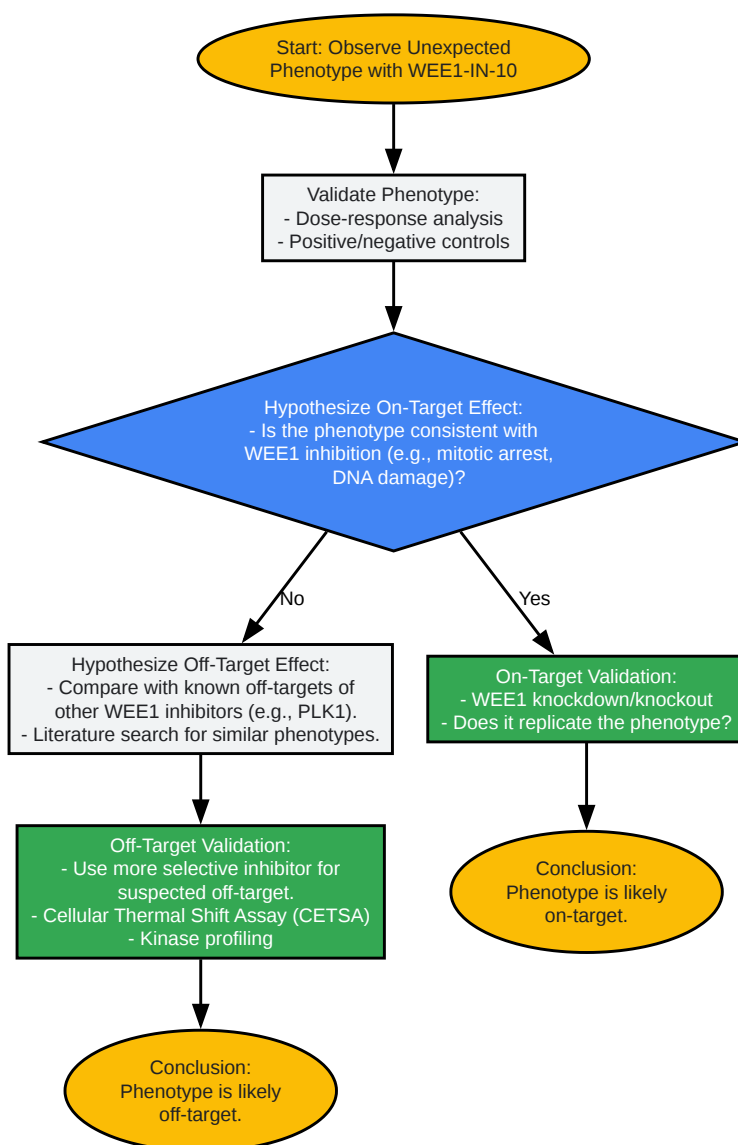 Start: Observe Unexpected
Phenotype with WEE1-IN-10
Validate Phenotype:
- Dose-response analysis
- Positive/negative controls
Hypothesize On-Target Effect:
- Is the phenotype consistent with
WEE1 inhibition (e.g., mitotic arrest,
DNA damage)?
No
Yes
Hypothesize Off-Target Effect:
- Compare with known off-targets of
other WEE1 inhibitors (e.g., PLK1).
- Literature search for similar phenotypes.
On-Target Validation:
- WEE1 knockdown/knockout
- Does it replicate the phenotype?
Off-Target Validation:
- Use more selective inhibitor for
suspected off-target.
- Cellular Thermal Shift Assay (CETSA)
- Kinase profiling
Conclusion:
Phenotype is likely
on-target.
Conclusion:
Phenotype is likely
off-target.